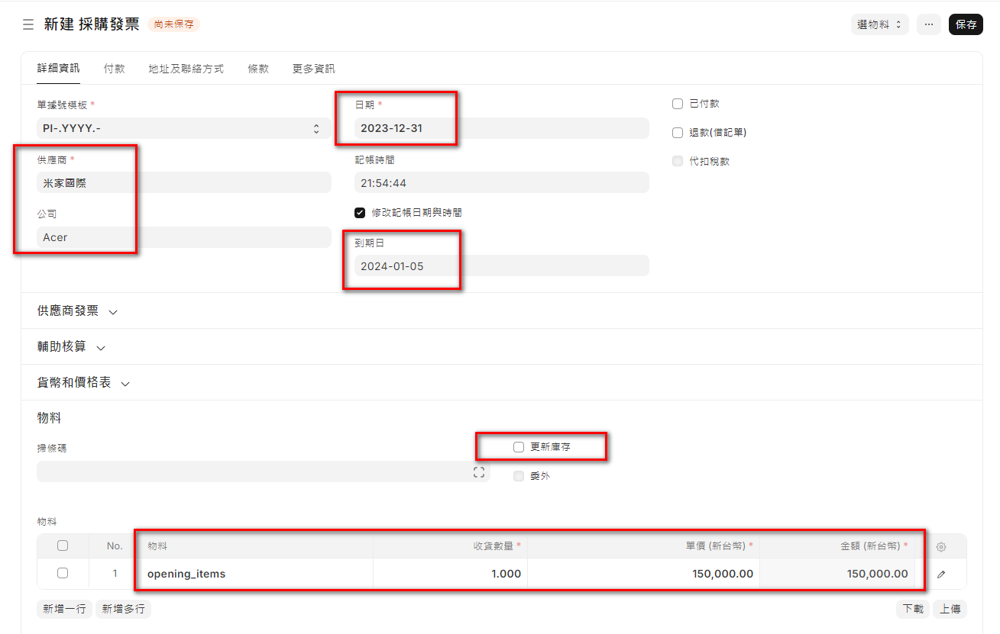 新建 採購發票 尚未保存 選物料 ... 保存
詳細資訊 付款 地址及聯絡方式 條款 更多資訊
單據號模板 *
PI-.YYYY.-
供應商 *
米家國際
公司
Acer
日期 *
2023-12-31
記帳時間
21:54:44
修改記帳日期與時間
到期日
2024-01-05
已付款
退款(借記單)
代扣稅款
供應商發票
輔助核算
貨幣和價格表
物料
掃條碼
更新庫存
委外
物料
No. 物料 收貨數量 * 單價 (新台幣) * 金額 (新台幣) *
1 opening_items 1.000 150,000.00 150,000.00
新增一行 新增多行 下載 上傳